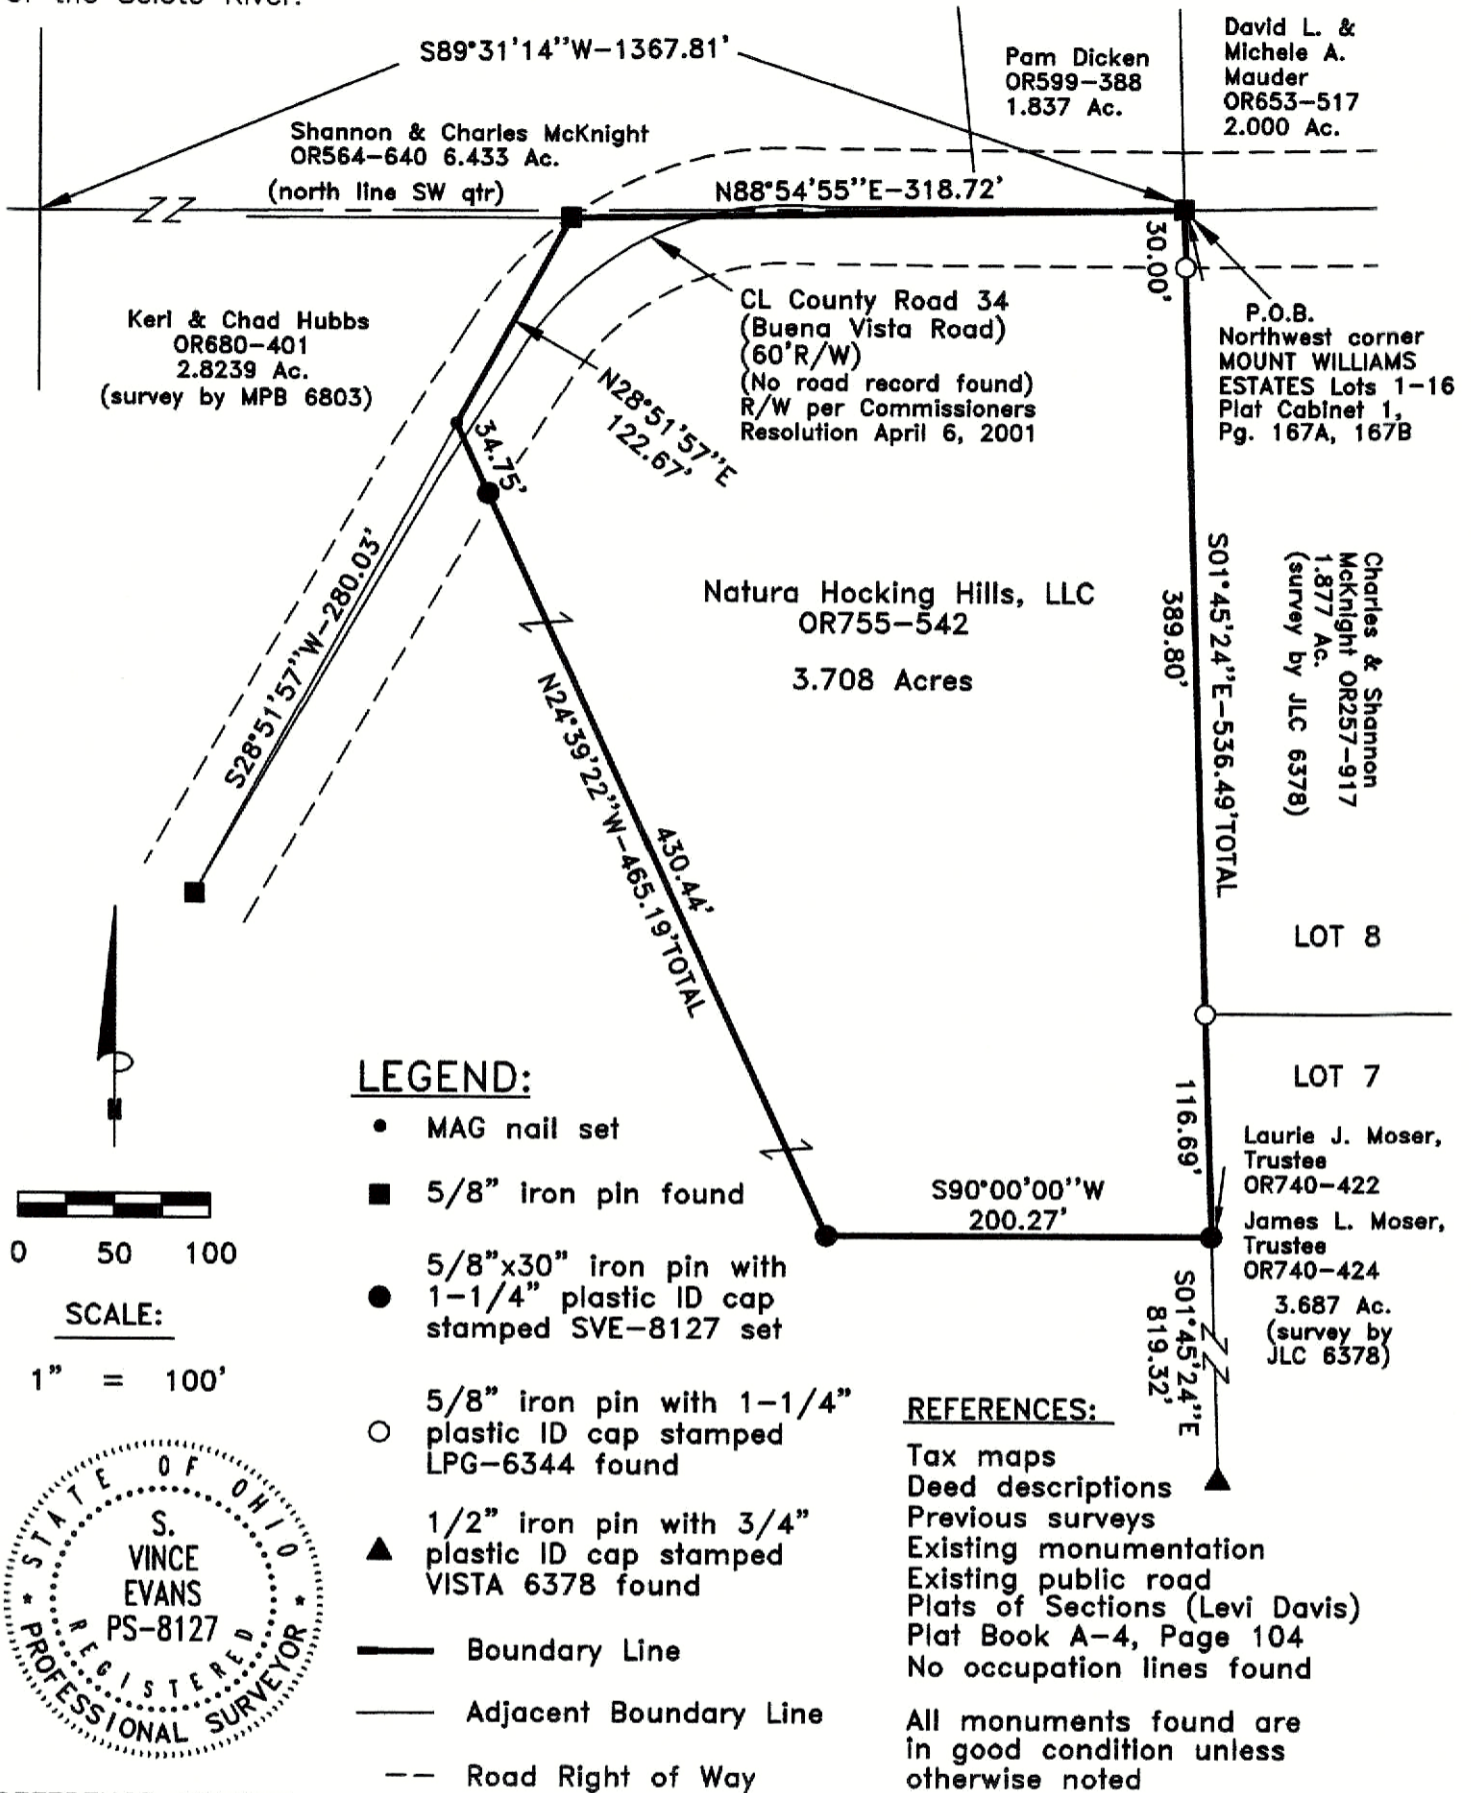 S89°31'14"W-1367.81'
David L. &
Michele A.
Mauder
OR653-517
2.000 Ac.
Pam Dicken
OR599-388
1.837 Ac.
Shannon & Charles McKnight
OR564-640 6.433 Ac.
(north line SW qtr)
N88°54'55"E-318.72'
30.00'
Keri & Chad Hubbs
OR680-401
2.8239 Ac.
(survey by MPB 6803)
CL County Road 34
(Buena Vista Road)
(60'R/W)
(No road record found)
R/W per Commissioners
Resolution April 6, 2001
P.O.B.
Northwest corner
MOUNT WILLIAMS
ESTATES Lots 1-16
Plat Cabinet 1,
Pg. 167A, 167B
N28°51'57"E
122.67'
34.75'
S28°51'57"W-280.03'
Natura Hocking Hills, LLC
OR755-542
3.708 Acres
S01°45'24"E-536.49'TOTAL
389.80'
Charles & Shannon
McKnight OR257-917
1.877 Ac.
(survey by JLC 6378)
N24°39'22"W-465.19'TOTAL
430.44'
LOT 8
LOT 7
116.69'
Laurie J. Moser,
Trustee
OR740-422
James L. Moser,
Trustee
OR740-424
3.687 Ac.
(survey by
JLC 6378)
S90°00'00"W
200.27'
S01°45'24"E
819.32'
N
0 50 100
SCALE:
1" = 100'
LEGEND:
MAG nail set
5/8" iron pin found
5/8"x30" iron pin with
1-1/4" plastic ID cap
stamped SVE-8127 set
5/8" iron pin with 1-1/4"
plastic ID cap stamped
LPG-6344 found
1/2" iron pin with 3/4"
plastic ID cap stamped
VISTA 6378 found
Boundary Line
Adjacent Boundary Line
Road Right of Way
REFERENCES:
Tax maps
Deed descriptions
Previous surveys
Existing monumentation
Existing public road
Plats of Sections (Levi Davis)
Plat Book A-4, Page 104
No occupation lines found
All monuments found are
in good condition unless
otherwise noted
STATE OF OHIO
S.
VINCE
EVANS
PS-8127
REGISTERED
PROFESSIONAL SURVEYOR